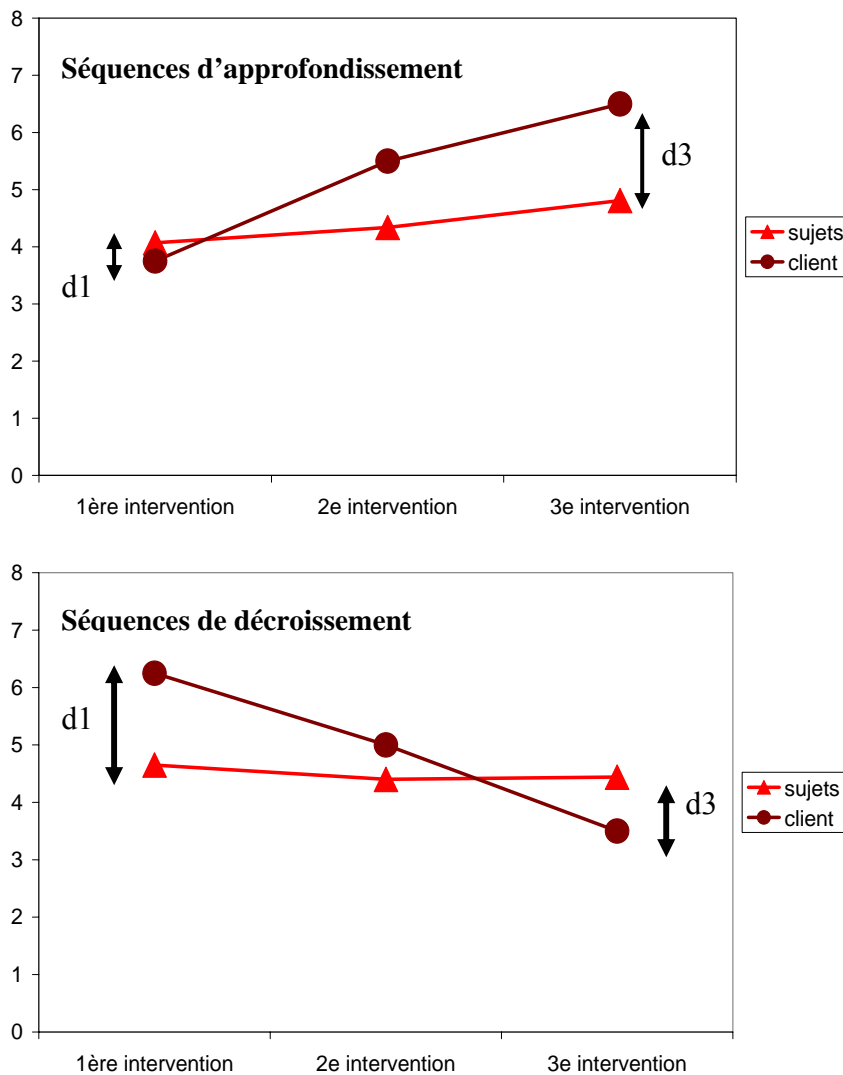 8
Séquences d'approfondissement
7
6
d3
5
sujets
client
4
d1
3
2
1
0
1ère intervention 2e intervention 3e intervention
8
Séquences de décroissement
7
6
d1
5
sujets
client
4
d3
3
2
1
0
1ère intervention 2e intervention 3e intervention